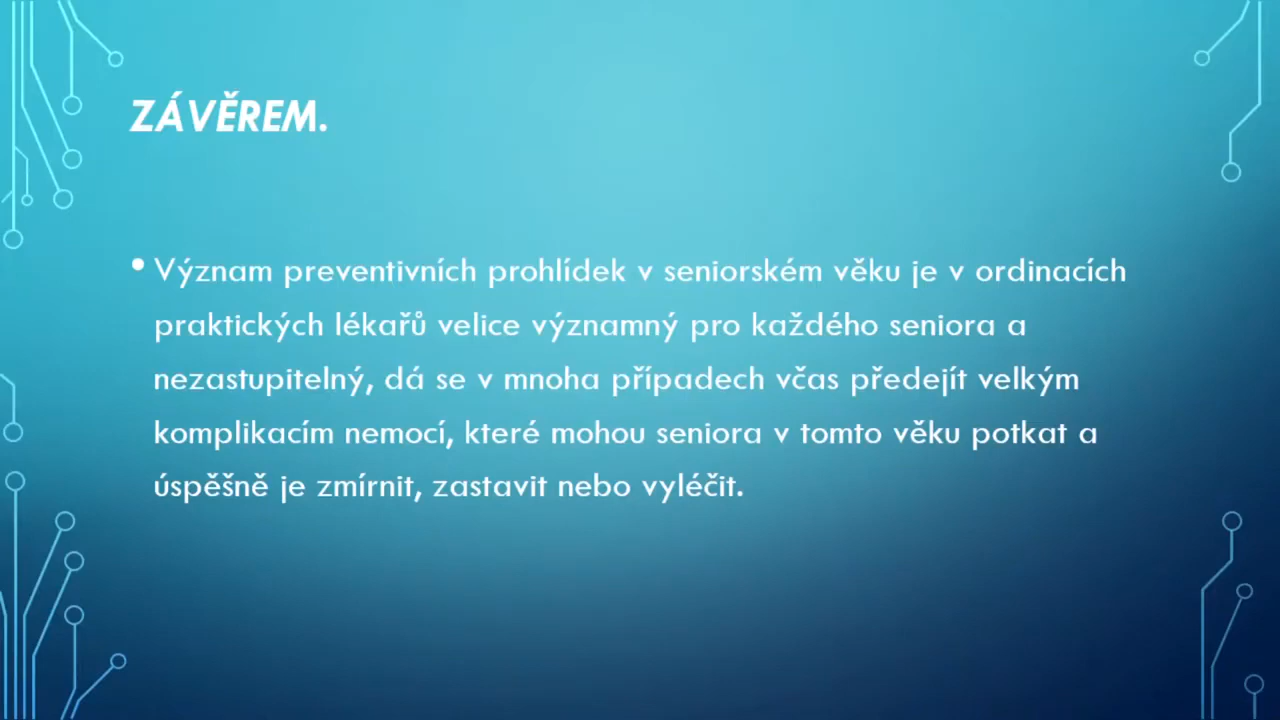 ZÁVĚREM.
• Význam preventivních prohlídek v seniorském věku je v ordinacích
praktických lékařů velice významný pro každého seniora a
nezastupitelný, dá se v mnoha případech včas předejít velkým
komplikacím nemocí, které mohou seniora v tomto věku potkat a
úspěšně je zmírnit, zastavit nebo vyléčit.